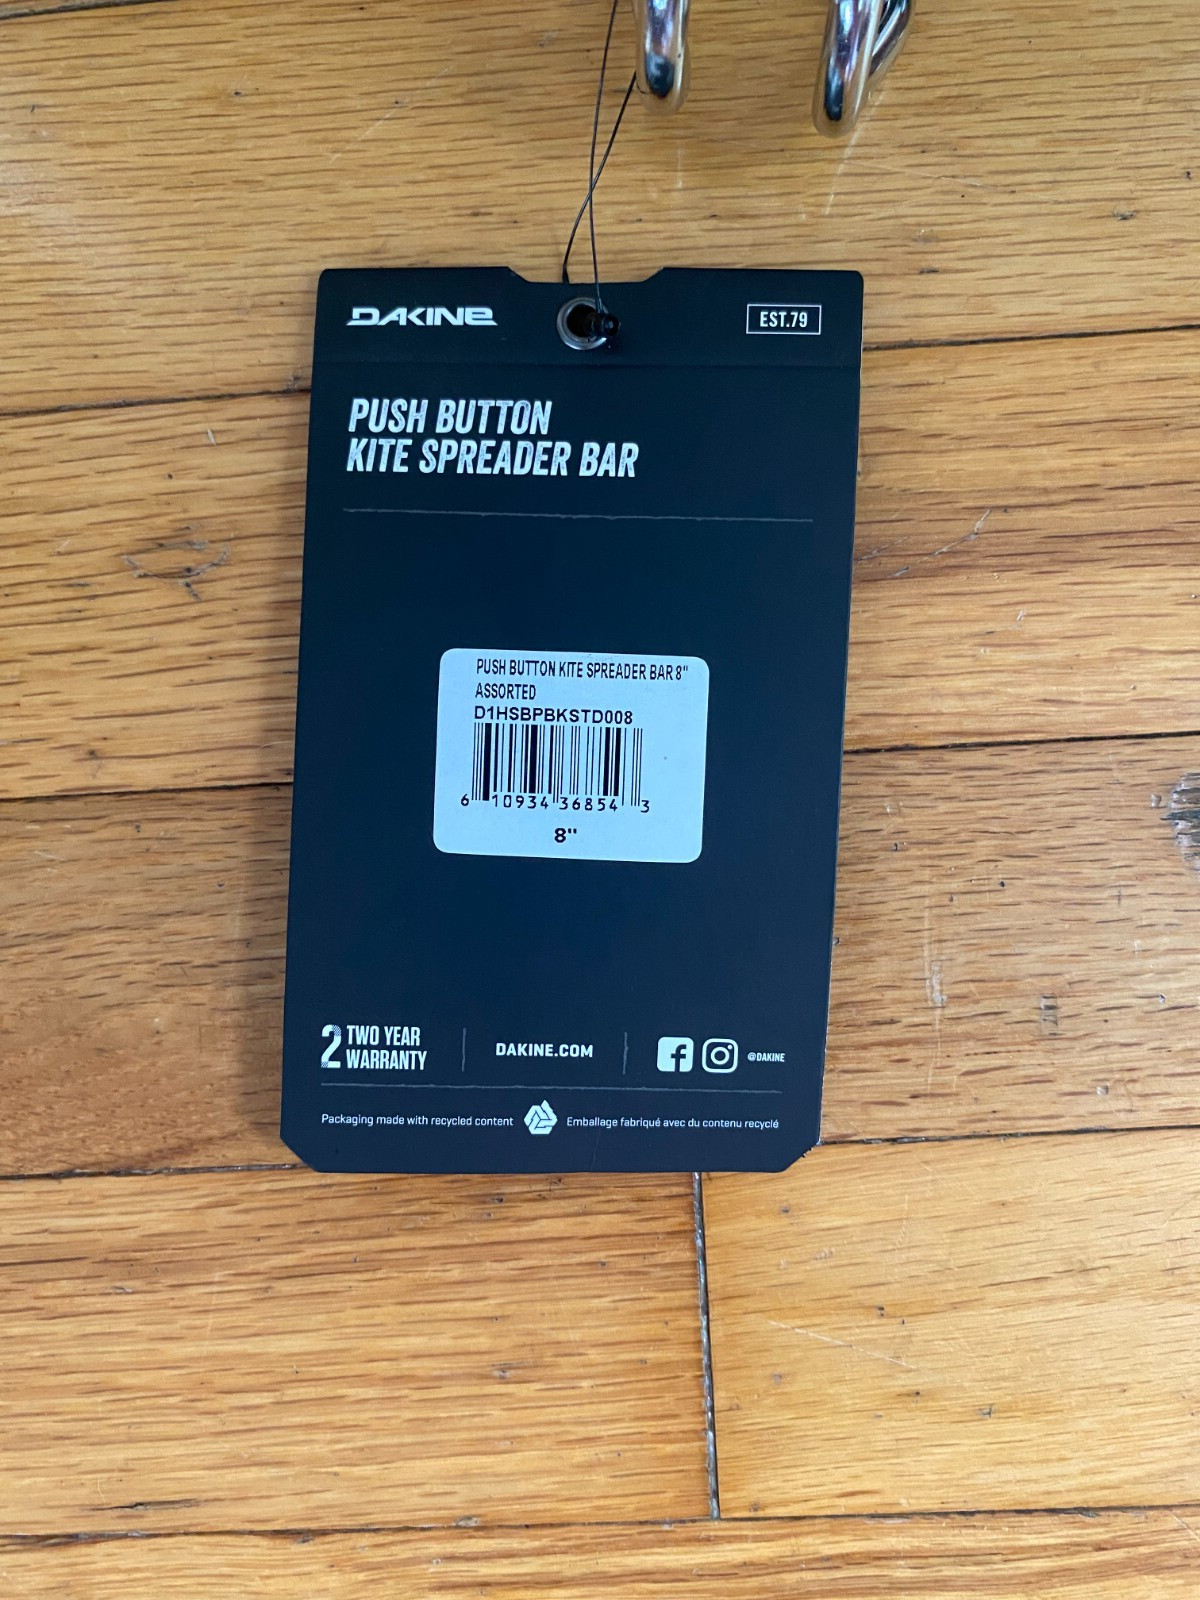 DAKINE
EST.79
PUSH BUTTON
KITE SPREADER BAR
PUSH BUTTON KITE SPREADER BAR 8"
ASSORTED
D1HSBPBKSTD008
6 10934 36854 3
8"
2 TWO YEAR
WARRANTY
DAKINE.COM
@DAKINE
Packaging made with recycled content
Emballage fabriqué avec du contenu recyclé